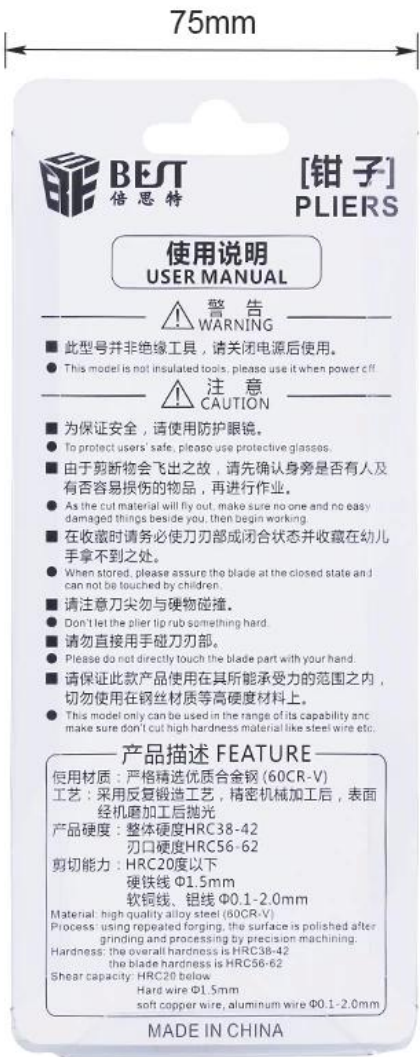 75mm
BEST
倍思特
[钳子]
PLIERS
使用说明
USER MANUAL
警 告
WARNING
■ 此型号并非绝缘工具，请关闭电源后使用。
● This model is not insulated tools, please use it when power off.
注 意
CAUTION
■ 为保证安全，请使用防护眼镜。
● To protect users' safe, please use protective glasses.
■ 由于剪断物会飞出之故，请先确认身旁是否有人及
有否容易损伤的物品，再进行作业。
● As the cut material will fly out, make sure no one and no easy
damaged things beside you, then begin working.
■ 在收藏时请务必使刀刃部成闭合状态并收藏在幼儿
手拿不到之处。
● When stored, please assure the blade at the closed state and
can not be touched by children.
■ 请注意刀尖勿与硬物碰撞。
● Don't let the plier tip rub something hard.
■ 请勿直接用手碰刀刃部。
● Please do not directly touch the blade part with your hand.
■ 请保证此款产品使用在其所能承受力的范围之内，
切勿使用在钢丝材质等高硬度材料上。
● This model only can be used in the range of its capability and
make sure don't cut high hardness material like steel wire etc.
产品描述 FEATURE
使用材质：严格精选优质合金钢 (60CR-V)
工艺：采用反复锻造工艺，精密机械加工后，表面
经机磨加工后抛光
产品硬度：整体硬度HRC38-42
刃口硬度HRC56-62
剪切能力：HRC20度以下
硬铁线 Φ1.5mm
软铜线、铝线 Φ0.1-2.0mm
Material: high quality alloy steel (60CR-V)
Process: using repeated forging, the surface is polished after
grinding and processing by precision machining.
Hardness: the overall hardness is HRC38-42
the blade hardness is HRC56-62
Shear capacity: HRC20 below
Hard wire Φ1.5mm
soft copper wire, aluminum wire Φ0.1-2.0mm
MADE IN CHINA